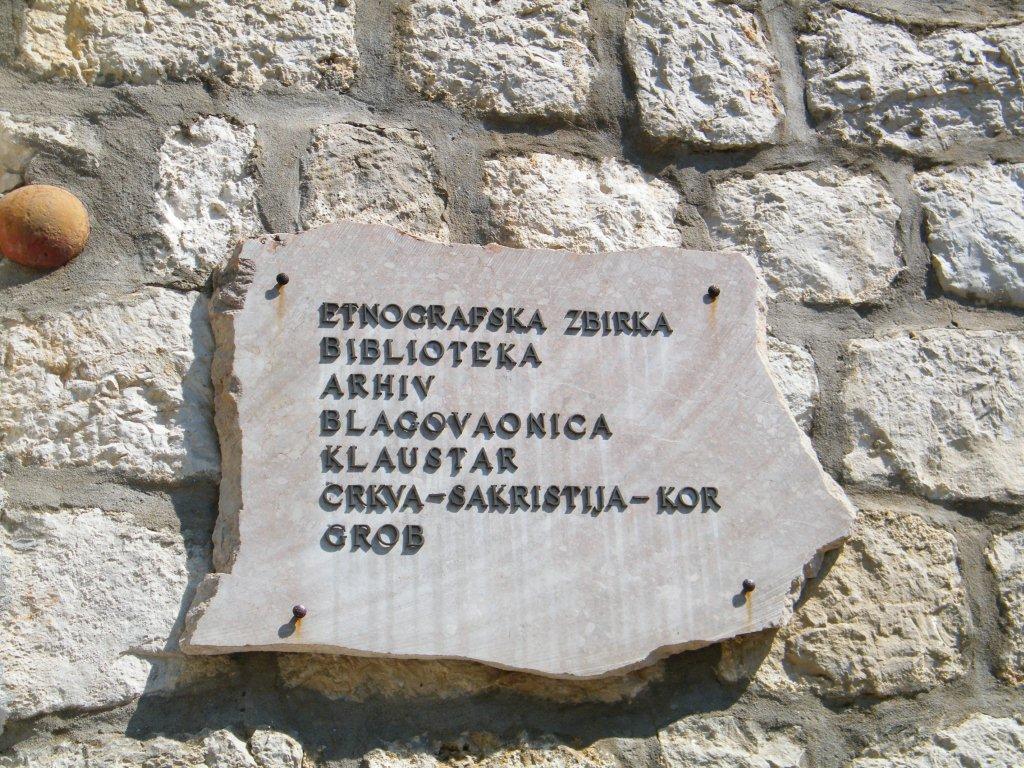 ETNOGRAFSKA ZBIRKA
BIBLIOTEKA
ARHIV
BLAGOVAONICA
KLAUSTAR
CRKVA-SAKRISTIJA-KOR
GROB